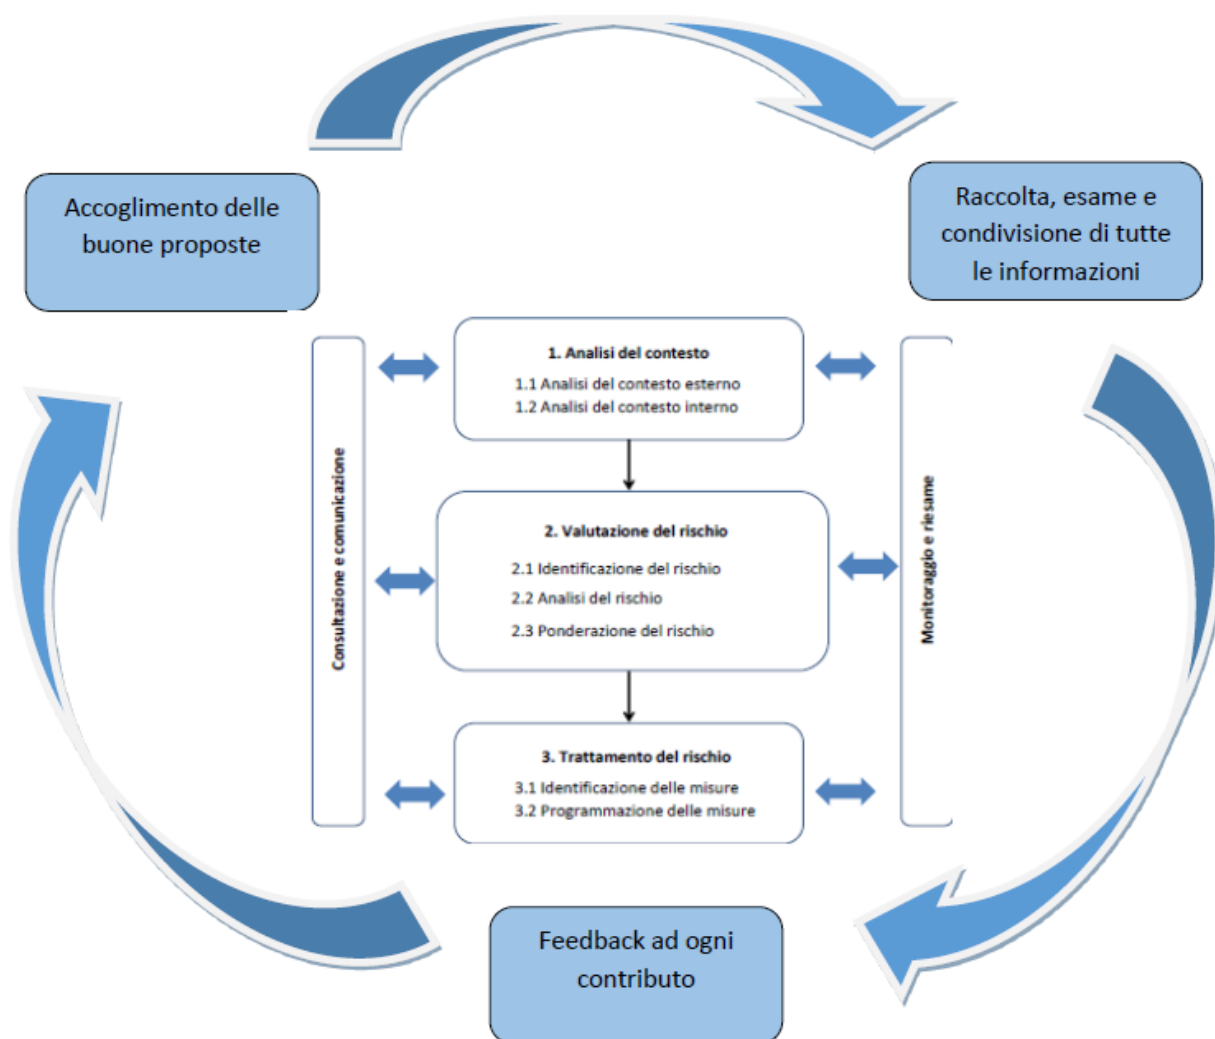 Accoglimento delle
buone proposte
Raccolta, esame e
condivisione di tutte
le informazioni
Consultazione e comunicazione
1. Analisi del contesto
1.1 Analisi del contesto esterno
1.2 Analisi del contesto interno
2. Valutazione del rischio
2.1 Identificazione del rischio
2.2 Analisi del rischio
2.3 Ponderazione del rischio
3. Trattamento del rischio
3.1 Identificazione delle misure
3.2 Programmazione delle misure
Monitoraggio e riesame
Feedback ad ogni
contributo